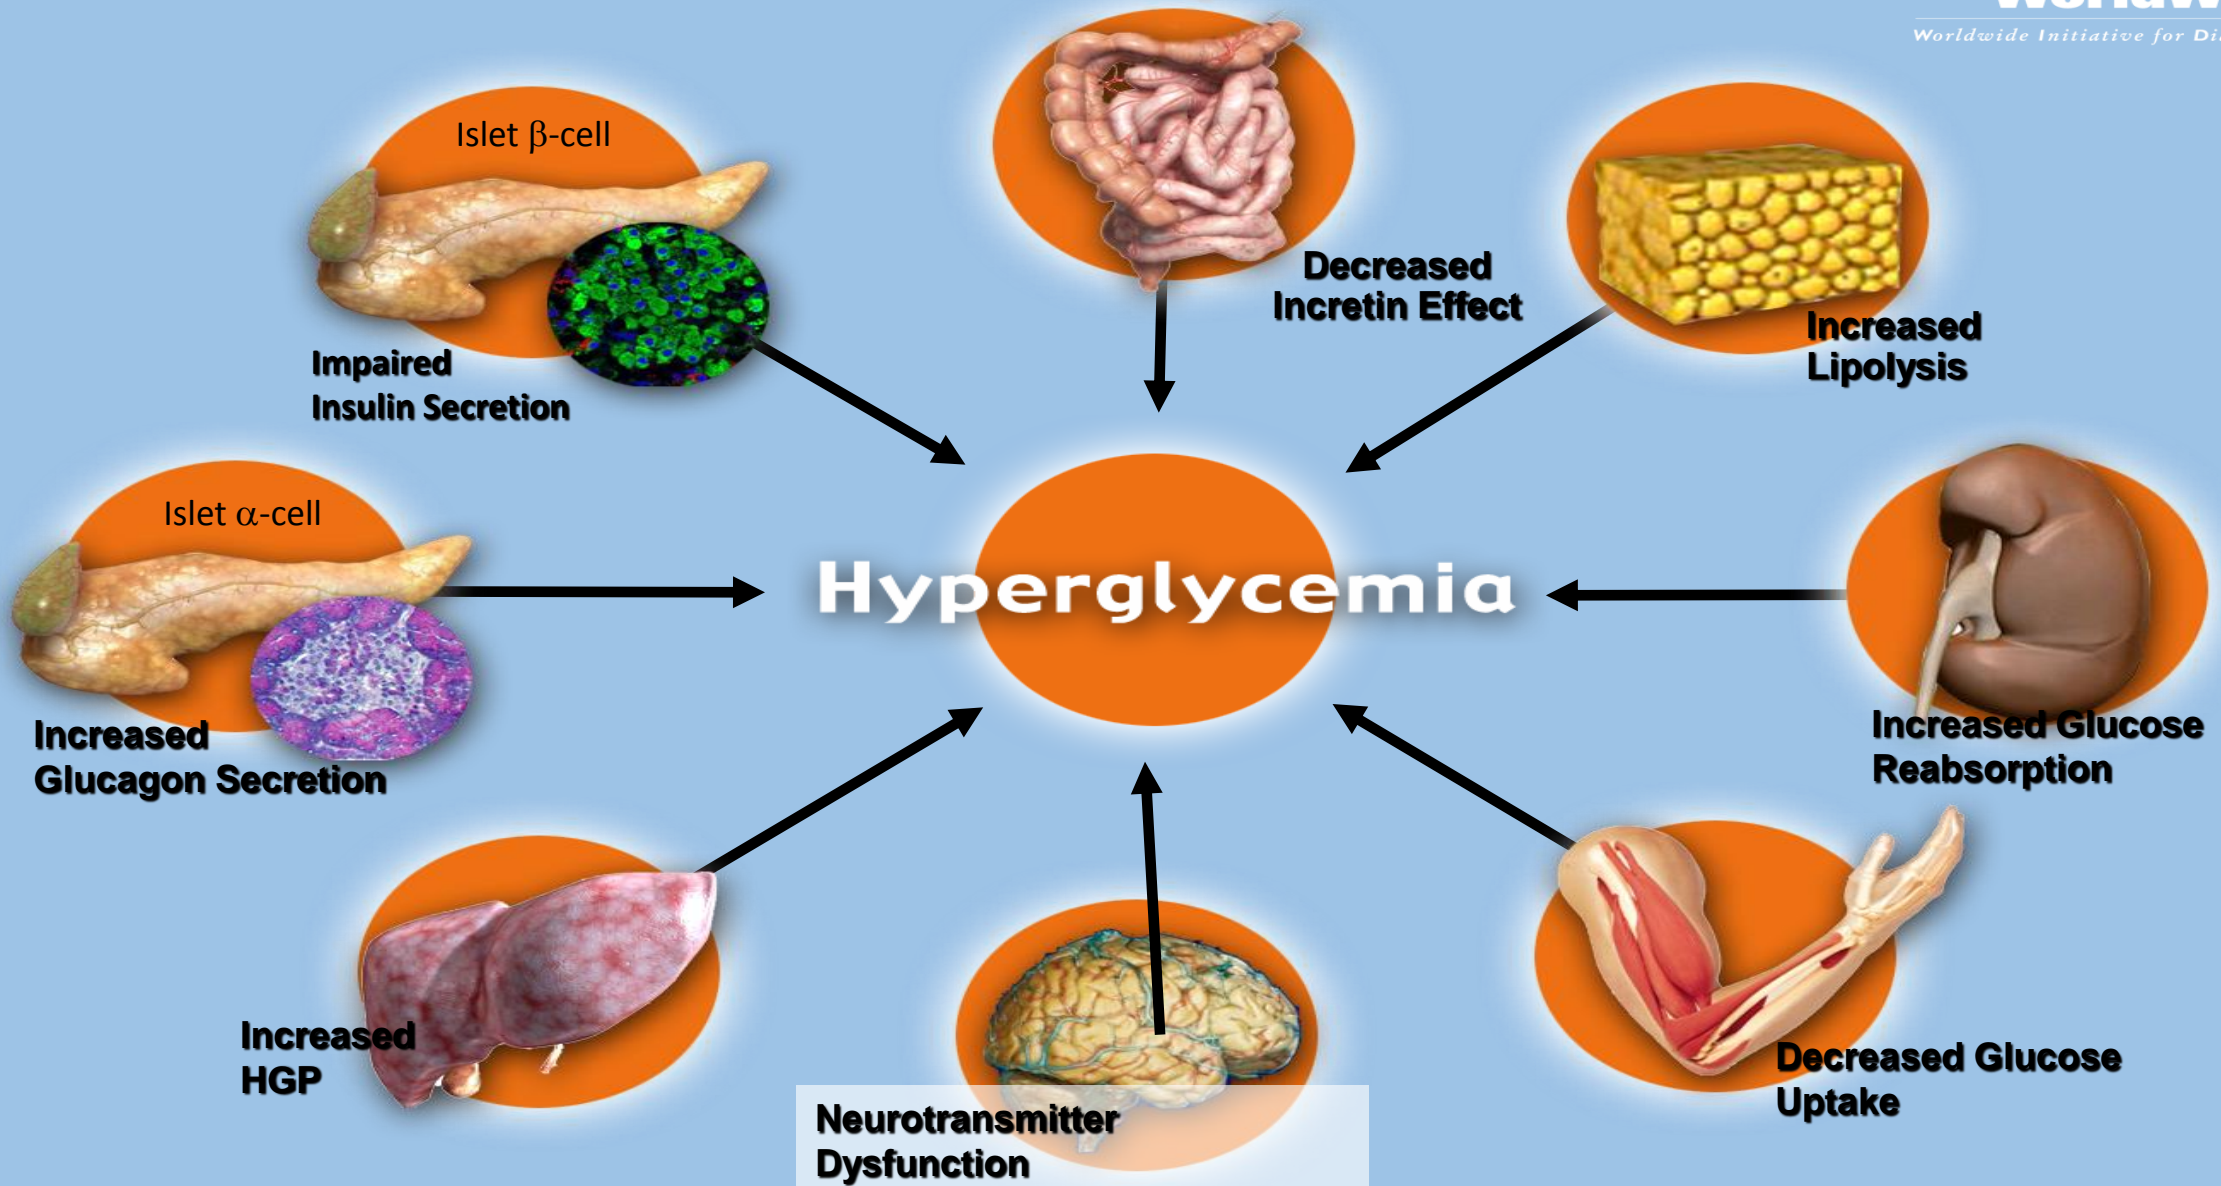 Worldwide Initiative for
Islet β-cell
Decreased
Incretin Effect
Increased
Lipolysis
Impaired
Insulin Secretion
Islet α-cell
Hyperglycemia
Increased
Glucagon Secretion
Increased Glucose
Reabsorption
Increased
HGP
Neurotransmitter
Dysfunction
Decreased Glucose
Uptake